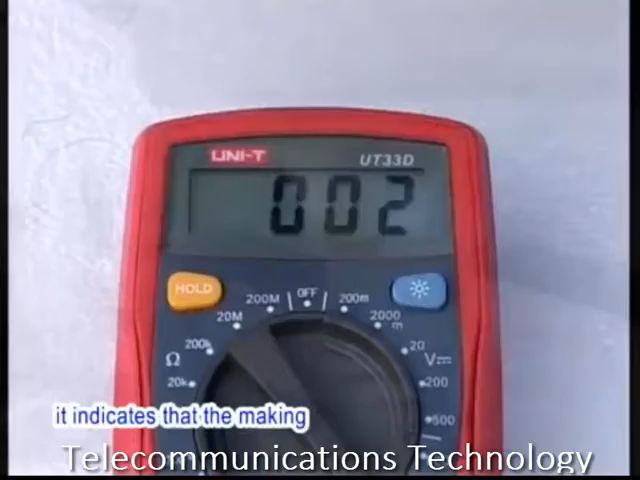 UNI-T
UT33D
002
HOLD
OFF
200M
200m
20M
2000
m
200k
20
Ω
V
20k
200
500
it indicates that the making
Telecommunications Technology